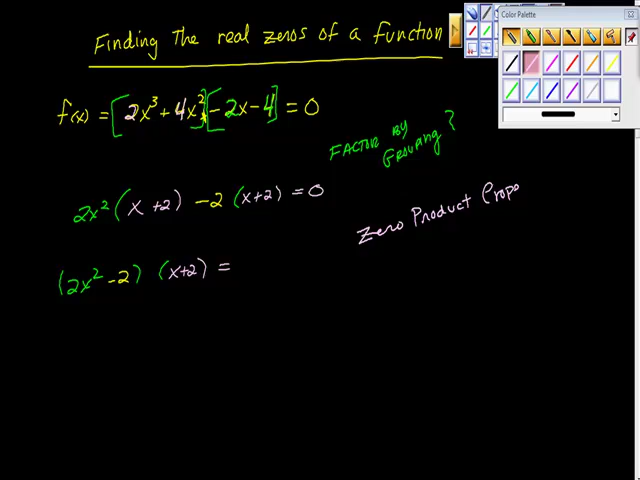 Finding The real zeros of a function
f(x) = [2x³ + 4x²] [-2x - 4] = 0
FACTOR BY
GROUPING?
2x² (x + 2) - 2 (x+2) = 0
Zero Product Prope
(2x² - 2) (x+2) =
Color Palette